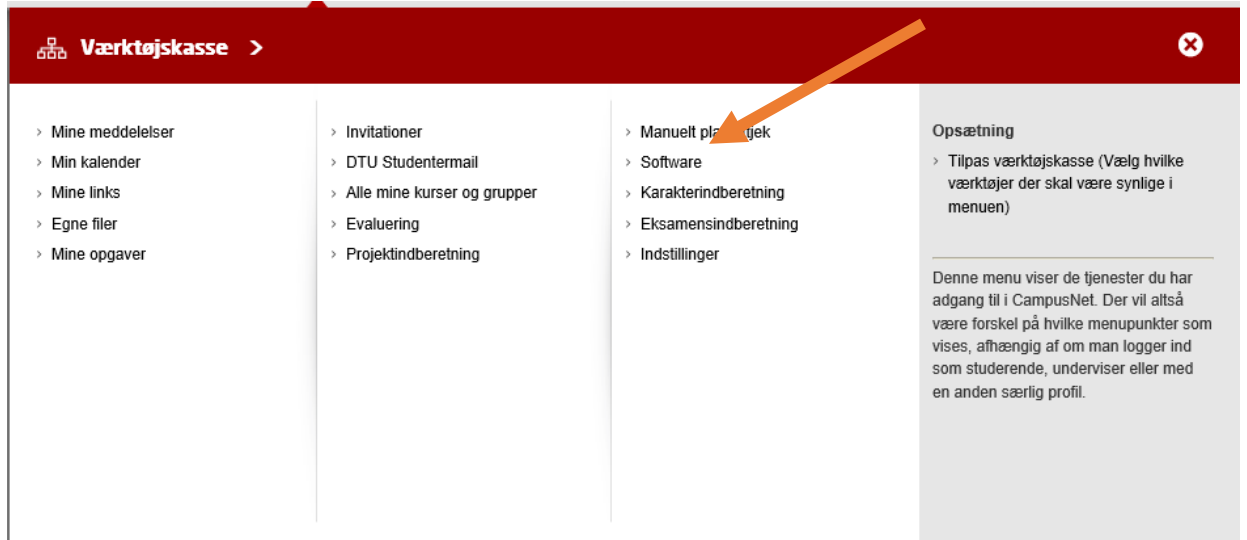 Værktøjskasse
Mine meddelelser
Min kalender
Mine links
Egne filer
Mine opgaver
Invitationer
DTU Studentermail
Alle mine kurser og grupper
Evaluering
Projektindberetning
Manuelt
Software
Karakterindberetning
Eksamensindberetning
Indstillinger
Opsætning
Tilpas værktøjskasse (Vælg hvilke
værktøjer der skal være synlige i
menuen)
Denne menu viser de tjenester du har
adgang til i CampusNet. Der vil altså
være forskel på hvilke menupunkter som
vises, afhængig af om man logger ind
som studerende, underviser eller med
en anden særlig profil.